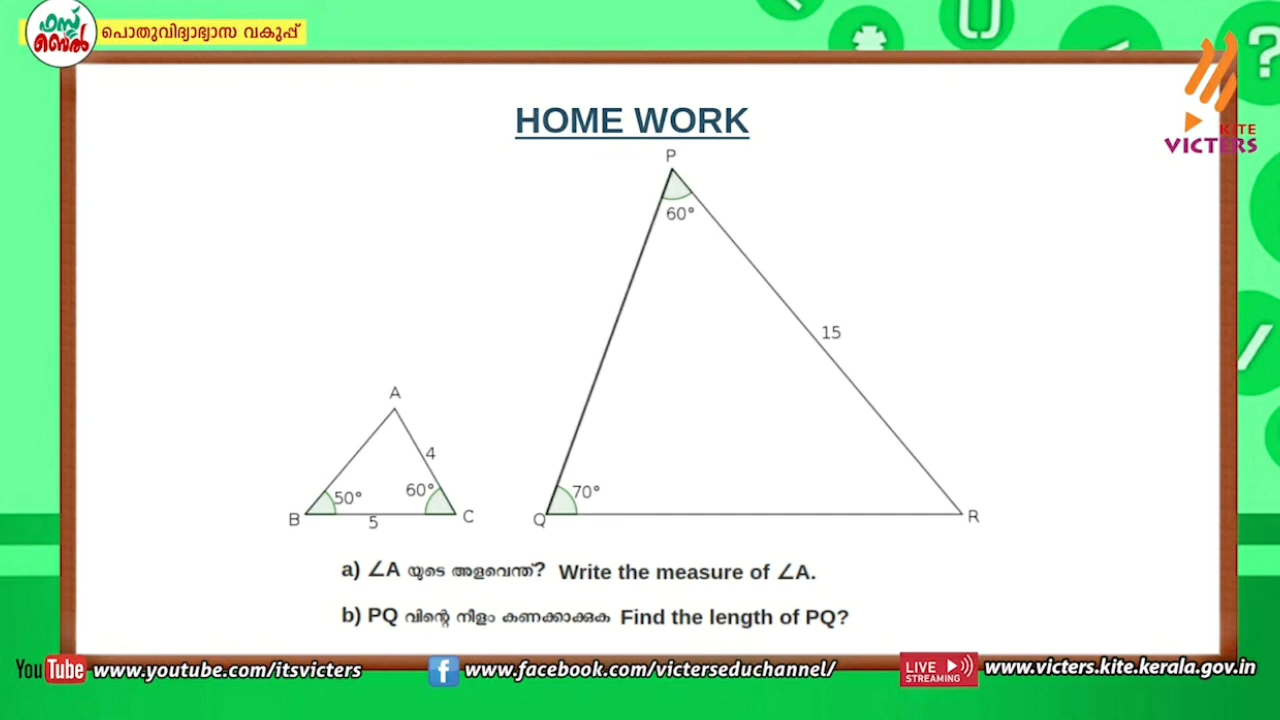 ഫസ്റ്റ്
ബെൽ
പൊതുവിദ്യാഭ്യാസ വകുപ്പ്
KITE
VICTERS
HOME WORK
P
60°
15
A
4
50°
60°
B
5
C
70°
Q
R
a) ∠A യുടെ അളവെന്ത്? Write the measure of ∠A.
b) PQ വിന്റെ നീളം കണക്കാക്കുക Find the length of PQ?
YouTube www.youtube.com/itsvicters
f www.facebook.com/victerseduchannel/
LIVE STREAMING www.victers.kite.kerala.gov.in